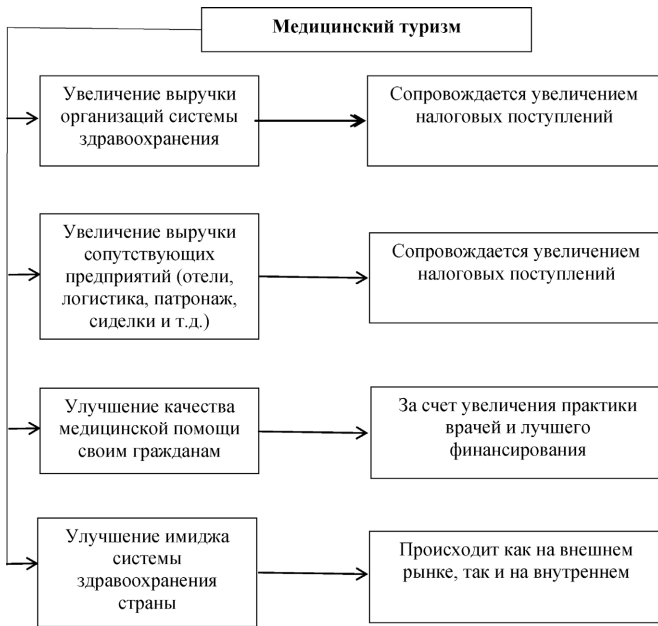 Медицинский туризм
Увеличение выручки
организаций системы
здравоохранения
Сопровождается увеличением
налоговых поступлений
Увеличение выручки
сопутствующих
предприятий (отели,
логистика, патронаж,
сиделки и т.д.)
Сопровождается увеличением
налоговых поступлений
Улучшение качества
медицинской помощи
своим гражданам
За счет увеличения практики
врачей и лучшего
финансирования
Улучшение имиджа
системы
здравоохранения
страны
Происходит как на внешнем
рынке, так и на внутреннем